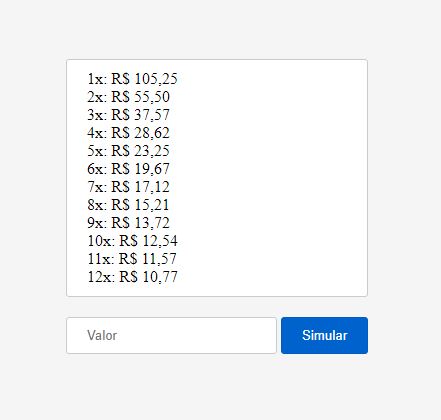 1x: R$ 105,25
2x: R$ 55,50
3x: R$ 37,57
4x: R$ 28,62
5x: R$ 23,25
6x: R$ 19,67
7x: R$ 17,12
8x: R$ 15,21
9x: R$ 13,72
10x: R$ 12,54
11x: R$ 11,57
12x: R$ 10,77
Valor Simular